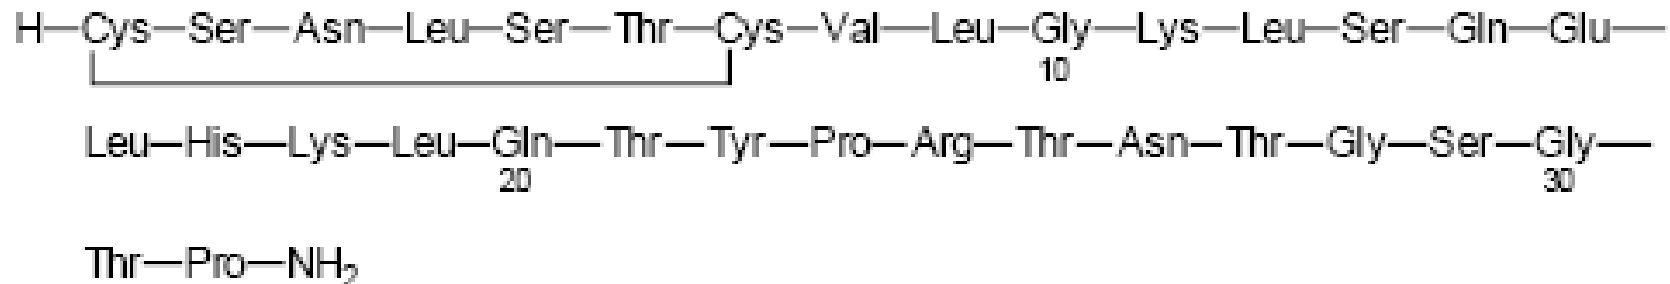 H—Cys—Ser—Asn—Leu—Ser—Thr—Cys—Val—Leu—Gly—Lys—Leu—Ser—Gln—Glu—
10
Leu—His—Lys—Leu—Gln—Thr—Tyr—Pro—Arg—Thr—Asn—Thr—Gly—Ser—Gly—
20 30
Thr—Pro—NH₂